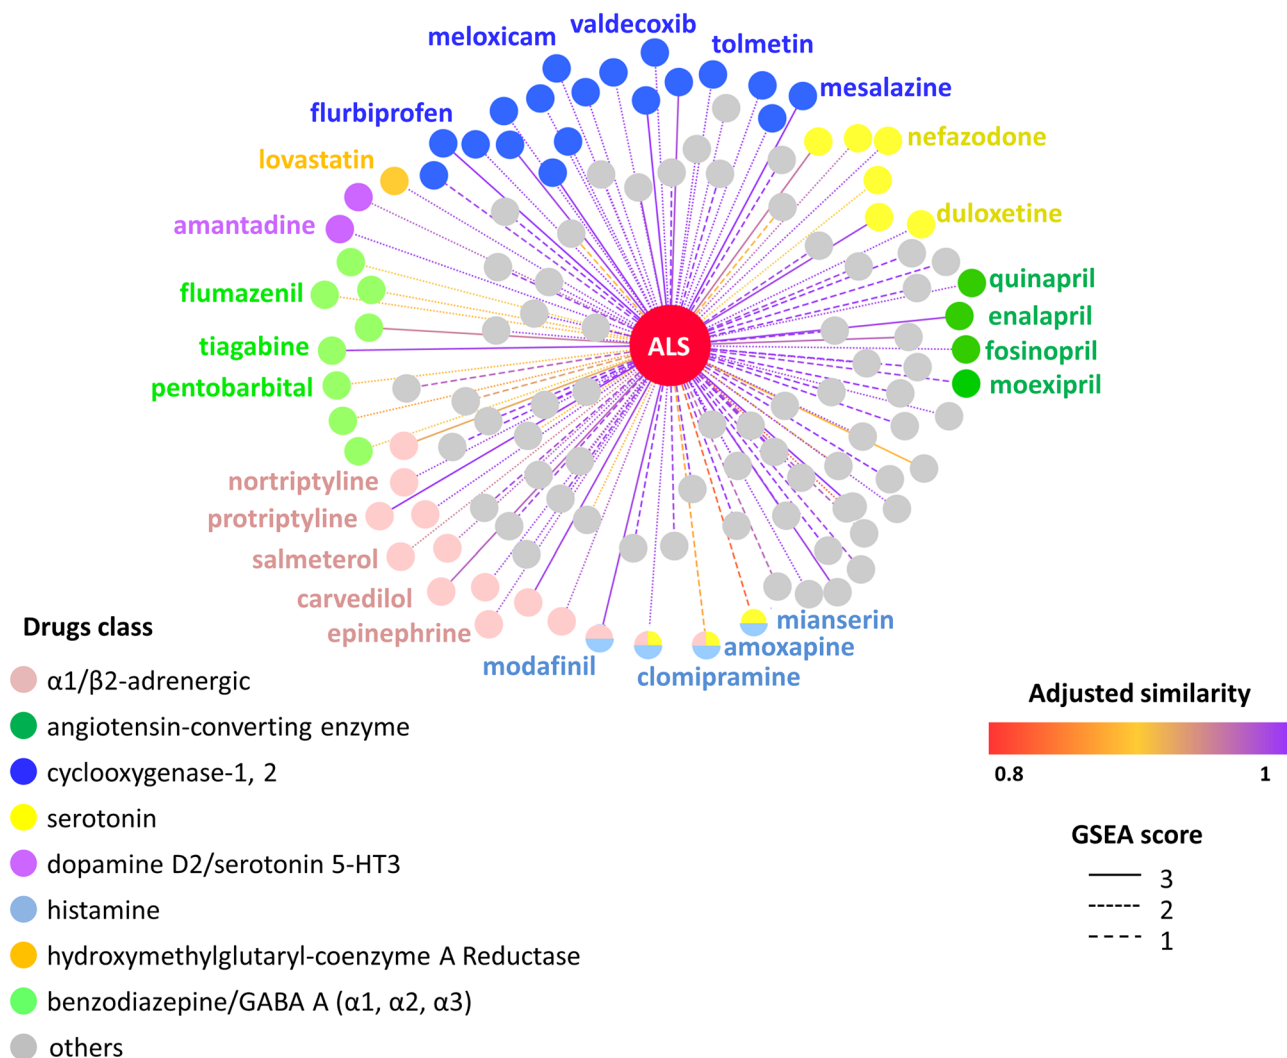 valdecoxib
meloxicam
tolmetin
mesalazine
flurbiprofen
nefazodone
lovastatin
duloxetine
amantadine
quinapril
flumazenil
enalapril
ALS
tiagabine
fosinopril
pentobarbital
moexipril
nortriptyline
protriptyline
salmeterol
carvedilol
epinephrine
mianserin
amoxapine
modafinil
clomipramine
Drugs class
α1/β2-adrenergic
angiotensin-converting enzyme
cyclooxygenase-1, 2
serotonin
dopamine D2/serotonin 5-HT3
histamine
hydroxymethylglutaryl-coenzyme A Reductase
benzodiazepine/GABA A (α1, α2, α3)
others
Adjusted similarity
0.8 1
GSEA score
3
2
1